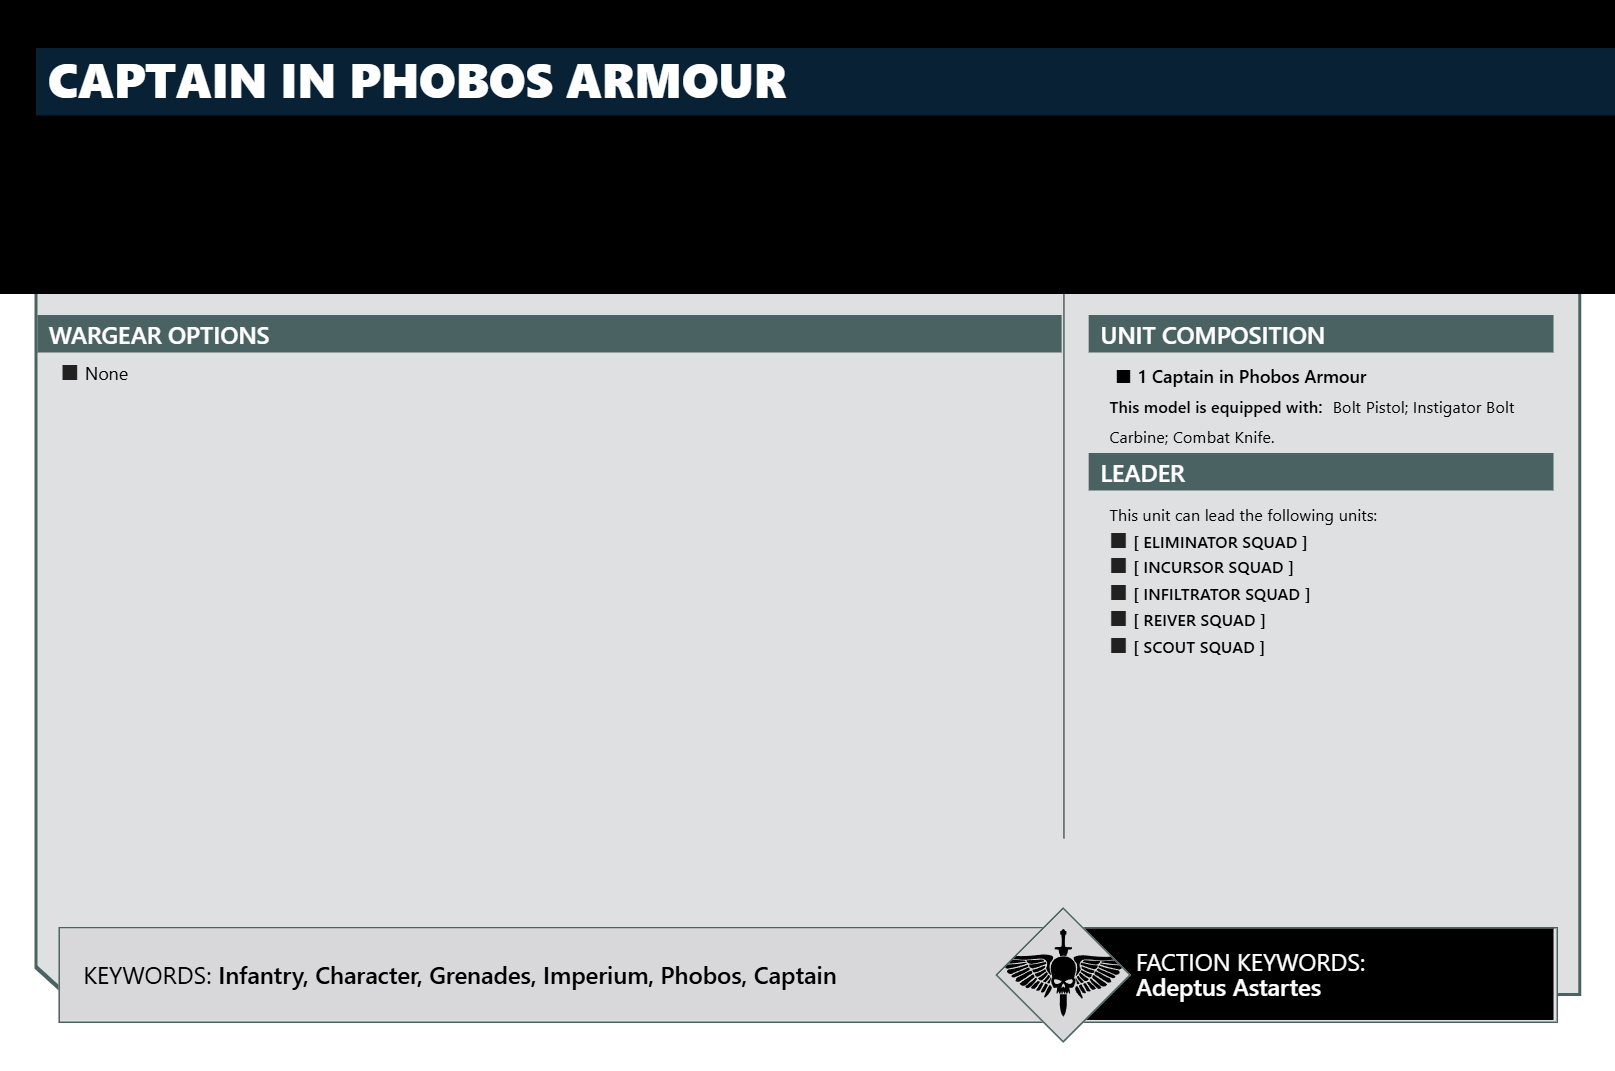 CAPTAIN IN PHOBOS ARMOUR
WARGEAR OPTIONS
None
UNIT COMPOSITION
1 Captain in Phobos Armour
This model is equipped with: Bolt Pistol; Instigator Bolt
Carbine; Combat Knife.
LEADER
This unit can lead the following units:
[ ELIMINATOR SQUAD ]
[ INCURSOR SQUAD ]
[ INFILTRATOR SQUAD ]
[ REIVER SQUAD ]
[ SCOUT SQUAD ]
KEYWORDS: Infantry, Character, Grenades, Imperium, Phobos, Captain
FACTION KEYWORDS:
Adeptus Astartes